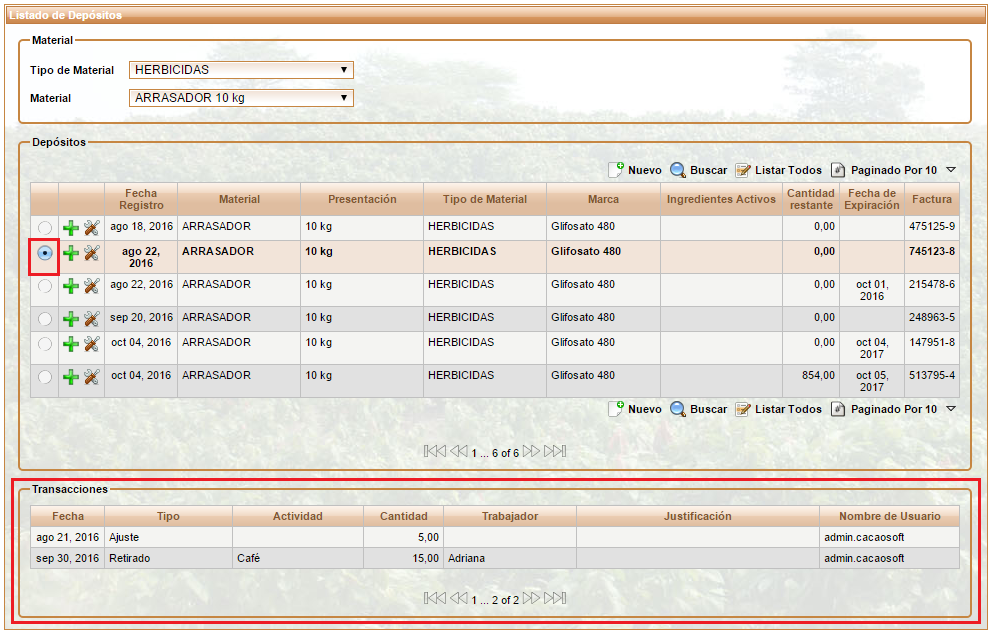 Listado de Depósitos
Material
Tipo de Material HERBICIDAS
Material ARRASADOR 10 kg
Depósitos
Nuevo Buscar Listar Todos Paginado Por 10
Fecha Registro Material Presentación Tipo de Material Marca Ingredientes Activos Cantidad restante Fecha de Expiración Factura
ago 18, 2016 ARRASADOR 10 kg HERBICIDAS Glifosato 480 0,00 475125-9
ago 22, 2016 ARRASADOR 10 kg HERBICIDAS Glifosato 480 0,00 745123-8
ago 22, 2016 ARRASADOR 10 kg HERBICIDAS Glifosato 480 0,00 oct 01, 2016 215478-6
sep 20, 2016 ARRASADOR 10 kg HERBICIDAS Glifosato 480 0,00 248963-5
oct 04, 2016 ARRASADOR 10 kg HERBICIDAS Glifosato 480 0,00 oct 04, 2017 147951-8
oct 04, 2016 ARRASADOR 10 kg HERBICIDAS Glifosato 480 854,00 oct 05, 2017 513795-4
Nuevo Buscar Listar Todos Paginado Por 10
1 ... 6 of 6
Transacciones
Fecha Tipo Actividad Cantidad Trabajador Justificación Nombre de Usuario
ago 21, 2016 Ajuste 5,00 admin.cacaosoft
sep 30, 2016 Retirado Café 15,00 Adriana admin.cacaosoft
1 ... 2 of 2